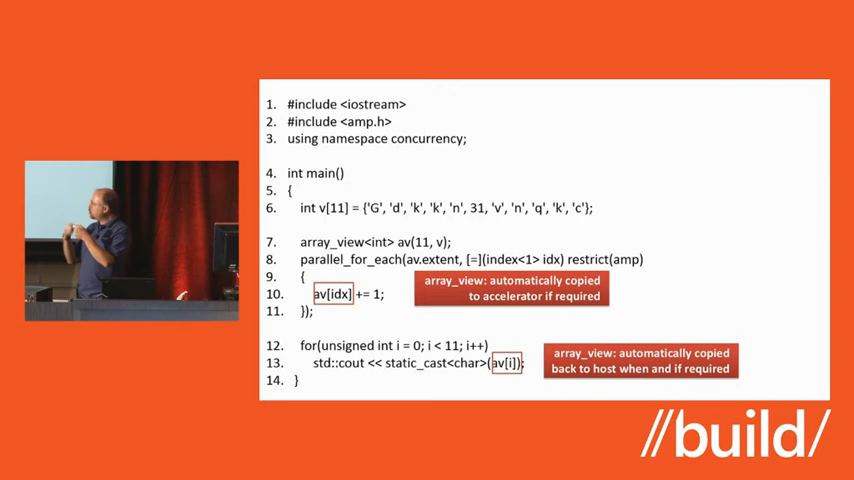 1. #include <iostream>
2. #include <amp.h>
3. using namespace concurrency;
4. int main()
5. {
6. int v[11] = {'G', 'd', 'k', 'k', 'n', 31, 'v', 'n', 'q', 'k', 'c'};
7. array_view<int> av(11, v);
8. parallel_for_each(av.extent, [=](index<1> idx) restrict(amp)
9. {
array_view: automatically copied
to accelerator if required
10. av[idx] += 1;
11. });
12. for(unsigned int i = 0; i < 11; i++)
13. std::cout << static_cast<char>(av[i]);
array_view: automatically copied
back to host when and if required
14. }
//build/